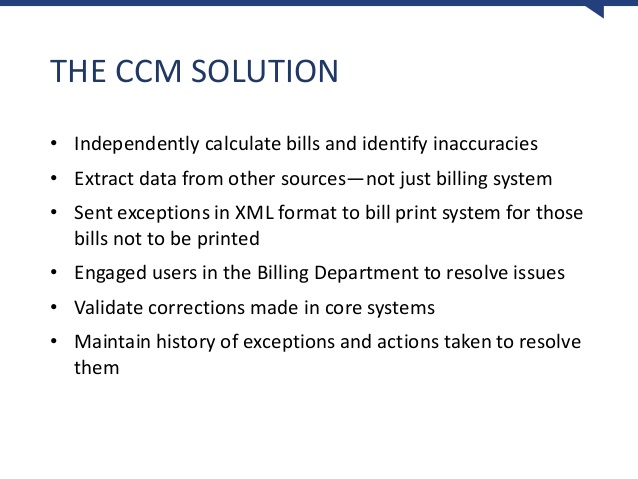 THE CCM SOLUTION
• Independently calculate bills and identify inaccuracies
• Extract data from other sources—not just billing system
• Sent exceptions in XML format to bill print system for those
bills not to be printed
• Engaged users in the Billing Department to resolve issues
• Validate corrections made in core systems
• Maintain history of exceptions and actions taken to resolve
them